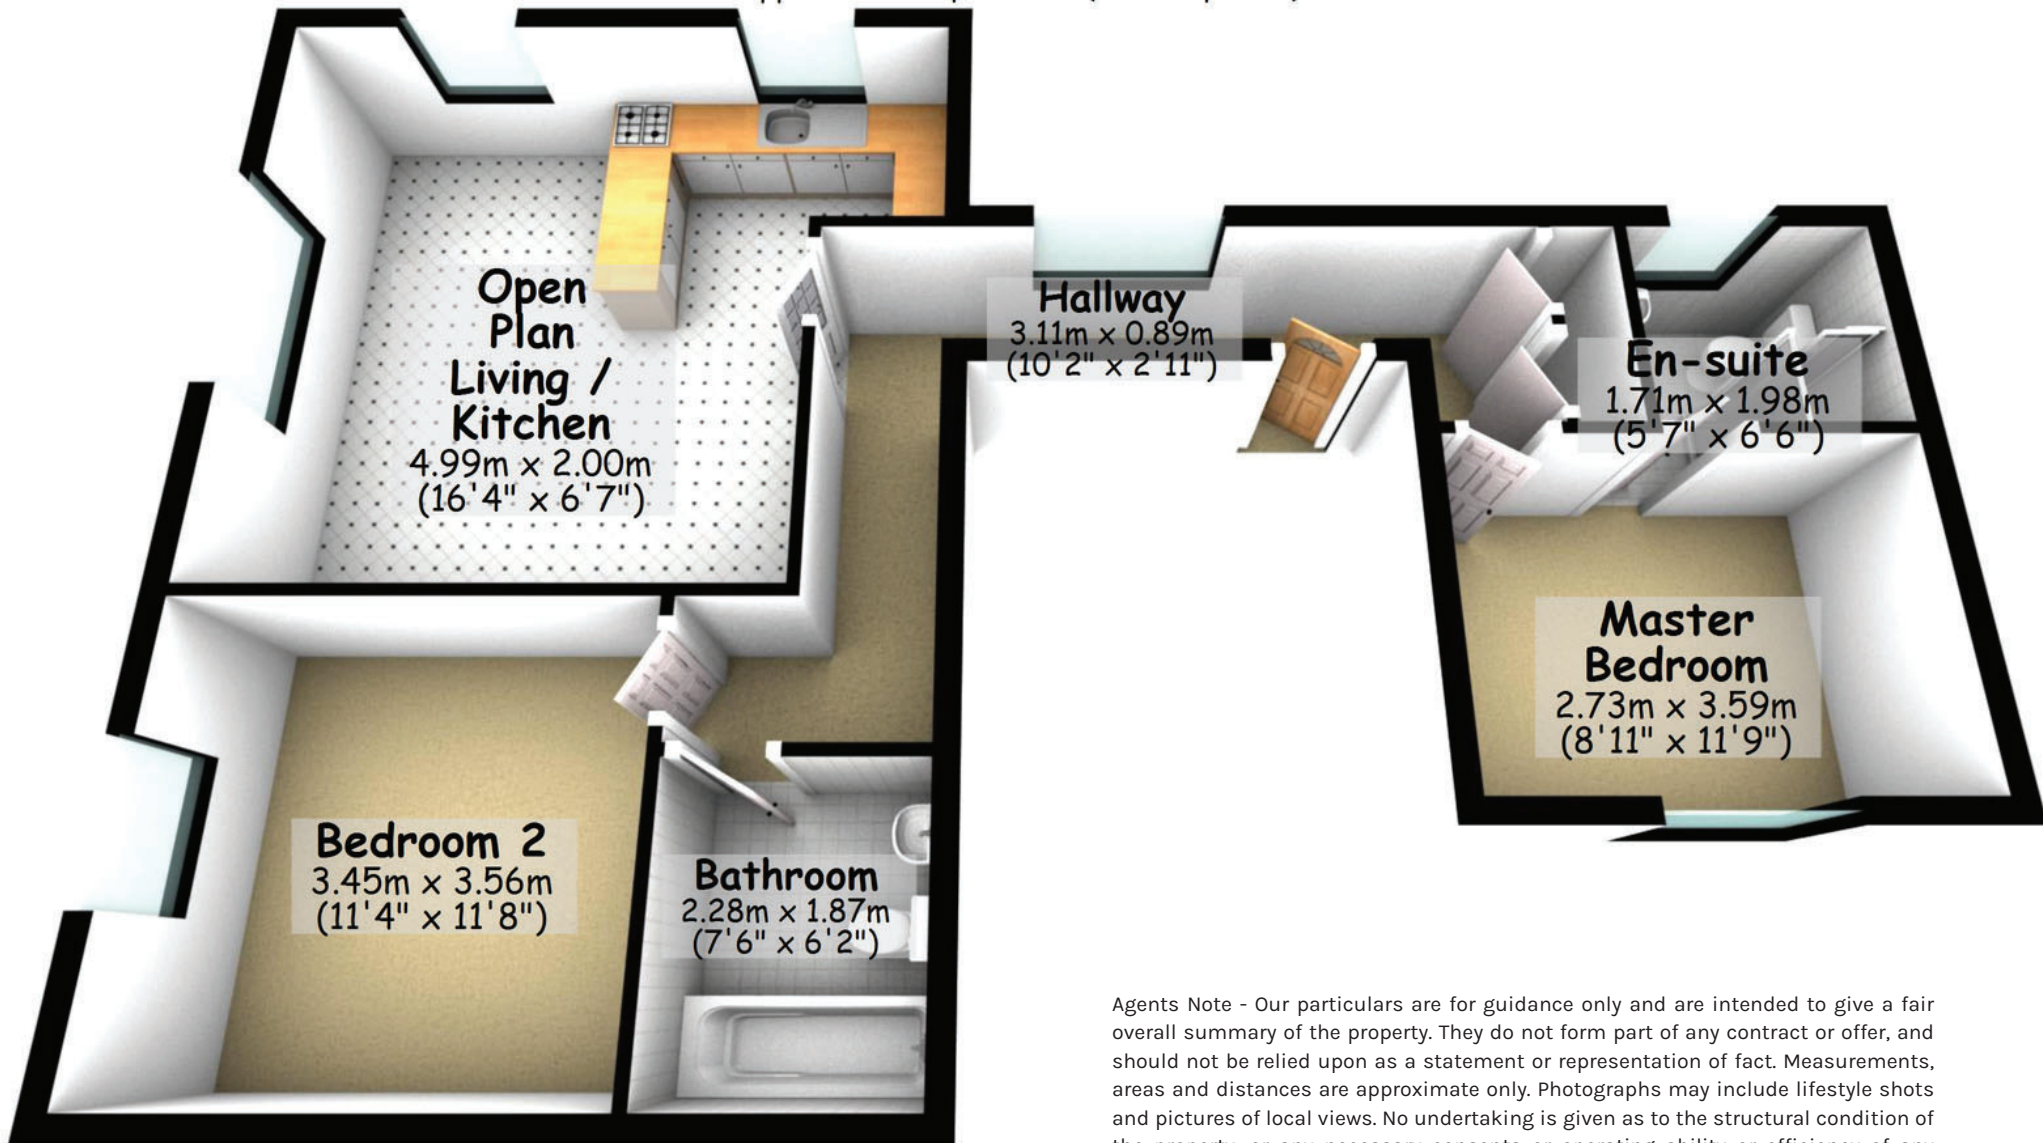 Open
Plan
Living /
Kitchen
4.99m x 2.00m
(16'4" x 6'7")
Hallway
3.11m x 0.89m
(10'2" x 2'11")
En-suite
1.71m x 1.98m
(5'7" x 6'6")
Master
Bedroom
2.73m x 3.59m
(8'11" x 11'9")
Bedroom 2
3.45m x 3.56m
(11'4" x 11'8")
Bathroom
2.28m x 1.87m
(7'6" x 6'2")
Agents Note - Our particulars are for guidance only and are intended to give a fair
overall summary of the property. They do not form part of any contract or offer, and
should not be relied upon as a statement or representation of fact. Measurements,
areas and distances are approximate only. Photographs may include lifestyle shots
and pictures of local views. No undertaking is given as to the structural condition of